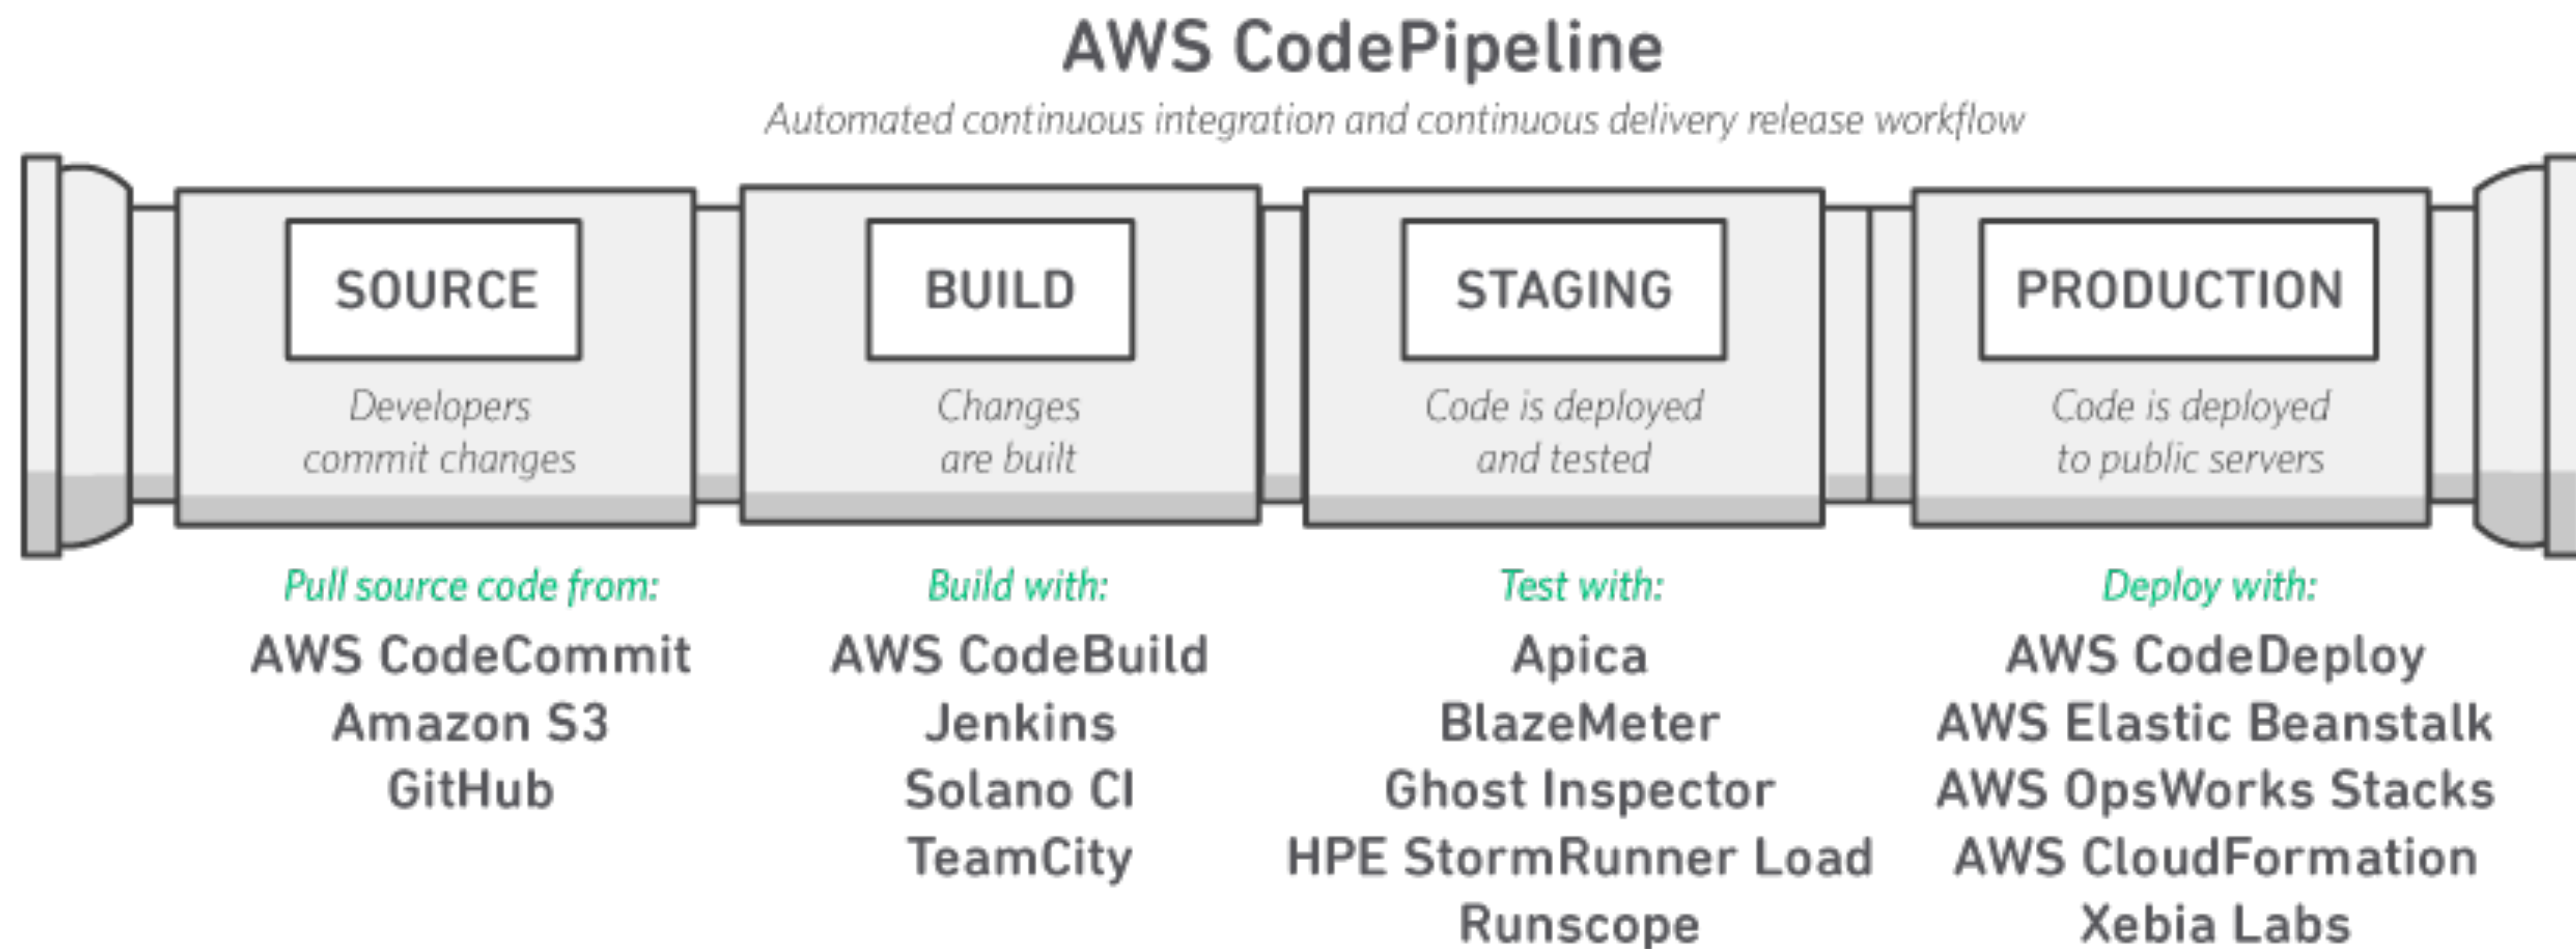 AWS CodePipeline
Automated continuous integration and continuous delivery release workflow
SOURCE
Developers
commit changes
Pull source code from:
AWS CodeCommit
Amazon S3
GitHub
BUILD
Changes
are built
Build with:
AWS CodeBuild
Jenkins
Solano CI
TeamCity
STAGING
Code is deployed
and tested
Test with:
Apica
BlazeMeter
Ghost Inspector
HPE StormRunner Load
Runscope
PRODUCTION
Code is deployed
to public servers
Deploy with:
AWS CodeDeploy
AWS Elastic Beanstalk
AWS OpsWorks Stacks
AWS CloudFormation
Xebia Labs